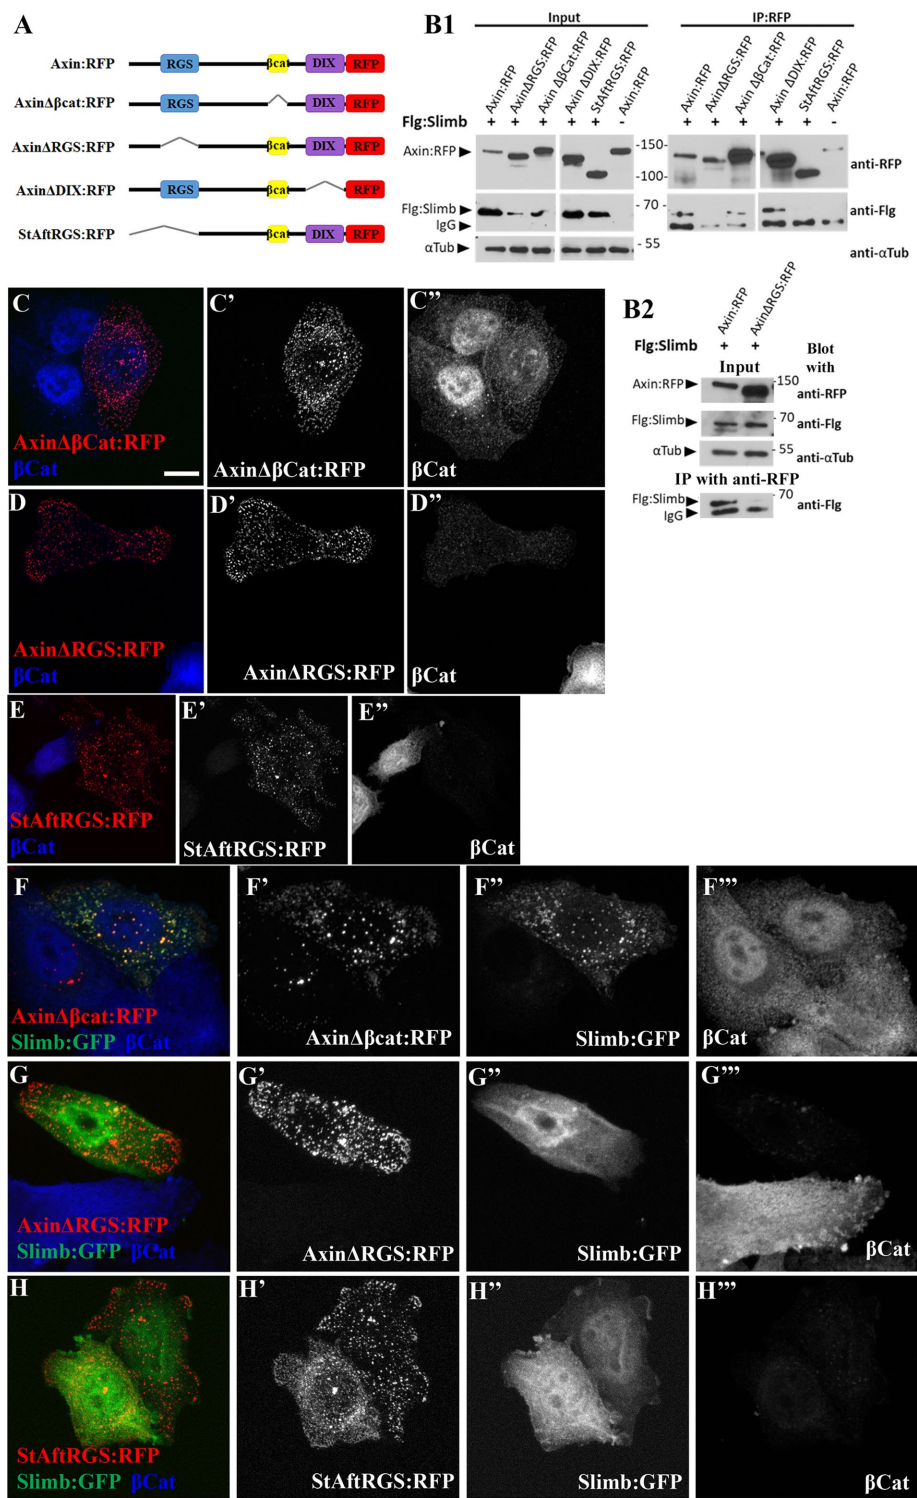 A
Axin:RFP
RGS
βcat
DIX
RFP
AxinΔβcat:RFP
RGS
DIX
RFP
AxinΔRGS:RFP
βcat
DIX
RFP
AxinΔDIX:RFP
RGS
βcat
RFP
StAftRGS:RFP
βcat
DIX
RFP
B1
Input
IP:RFP
Axin:RFP
AxinΔRGS:RFP
Axin ΔβCat:RFP
Axin ΔDIX:RFP
StAftRGS:RFP
Axin:RFP
Axin:RFP
AxinΔRGS:RFP
Axin ΔβCat:RFP
Axin ΔDIX:RFP
StAftRGS:RFP
Axin:RFP
Flg:Slimb + + + + + - + + + + + -
Axin:RFP
-150-
-100-
anti-RFP
Flg:Slimb
IgG
70
anti-Flg
αTub
- 55
anti-αTub
B2
Axin:RFP
AxinΔRGS:RFP
Flg:Slimb + +
Blot
with
Input
Axin:RFP
-150
anti-RFP
Flg:Slimb
- 70
anti-Flg
αTub
- 55
anti-αTub
IP with anti-RFP
Flg:Slimb
IgG
- 70
anti-Flg
C
AxinΔβCat:RFP
βCat
C’
AxinΔβCat:RFP
C”
βCat
D
AxinΔRGS:RFP
βCat
D’
AxinΔRGS:RFP
D”
βCat
E
StAftRGS:RFP
βCat
E’
StAftRGS:RFP
E”
βCat
F
AxinΔβcat:RFP
Slimb:GFP βCat
F’
AxinΔβcat:RFP
F”
Slimb:GFP
F”’
βCat
G
AxinΔRGS:RFP
Slimb:GFP βCat
G’
AxinΔRGS:RFP
G”
Slimb:GFP
G”’
βCat
H
StAftRGS:RFP
Slimb:GFP βCat
H’
StAftRGS:RFP
H”
Slimb:GFP
H”’
βCat